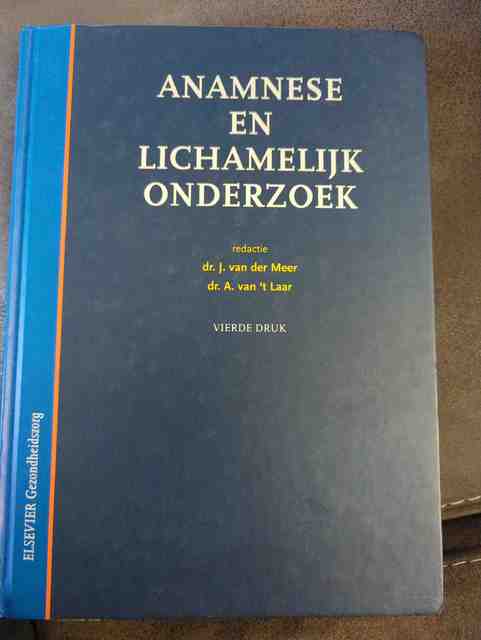 ANAMNESE
EN
LICHAMELIJK
ONDERZOEK
redactie
dr. J. van der Meer
dr. A. van 't Laar
VIERDE DRUK
ELSEVIER Gezondheidszorg